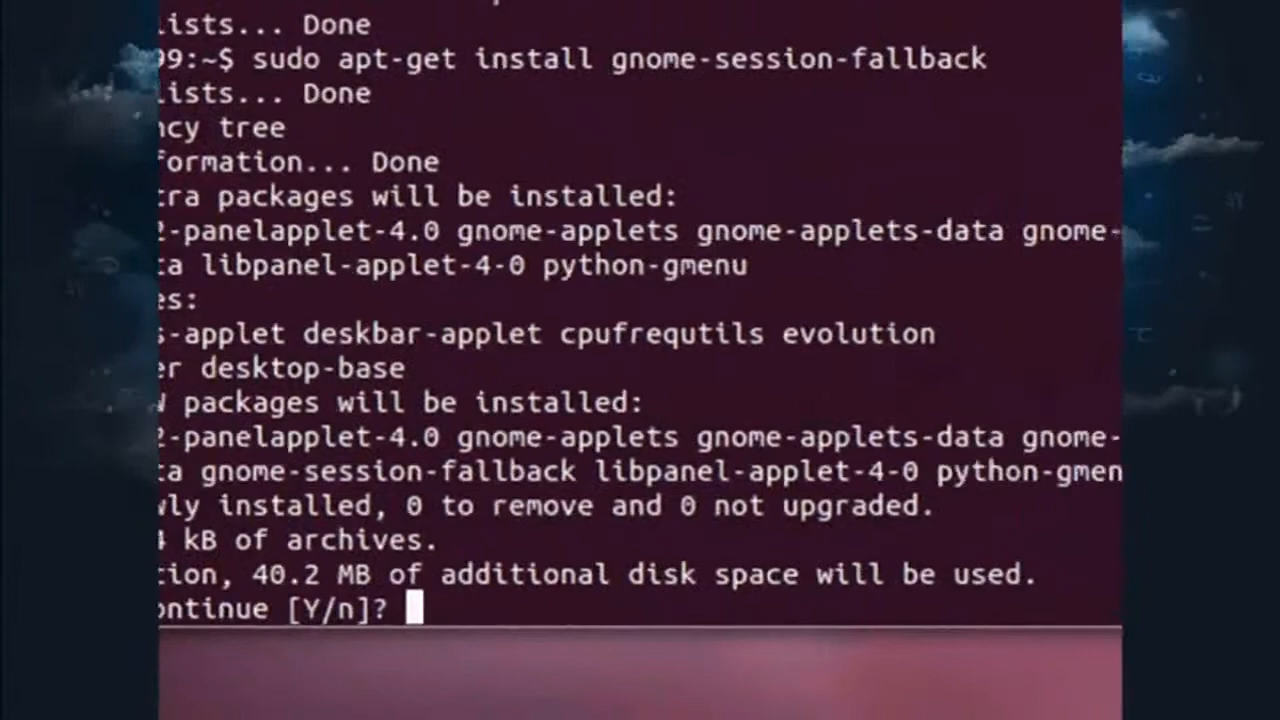 lists... Done
99:~$ sudo apt-get install gnome-session-fallback
lists... Done
ncy tree
formation... Done
tra packages will be installed:
2-panelapplet-4.0 gnome-applets gnome-applets-data gnome-
ta libpanel-applet-4-0 python-gmenu
es:
s-applet deskbar-applet cpufrequtils evolution
er desktop-base
W packages will be installed:
2-panelapplet-4.0 gnome-applets gnome-applets-data gnome-
ta gnome-session-fallback libpanel-applet-4-0 python-gmen
wly installed, 0 to remove and 0 not upgraded.
4 kB of archives.
tion, 40.2 MB of additional disk space will be used.
ontinue [Y/n]?